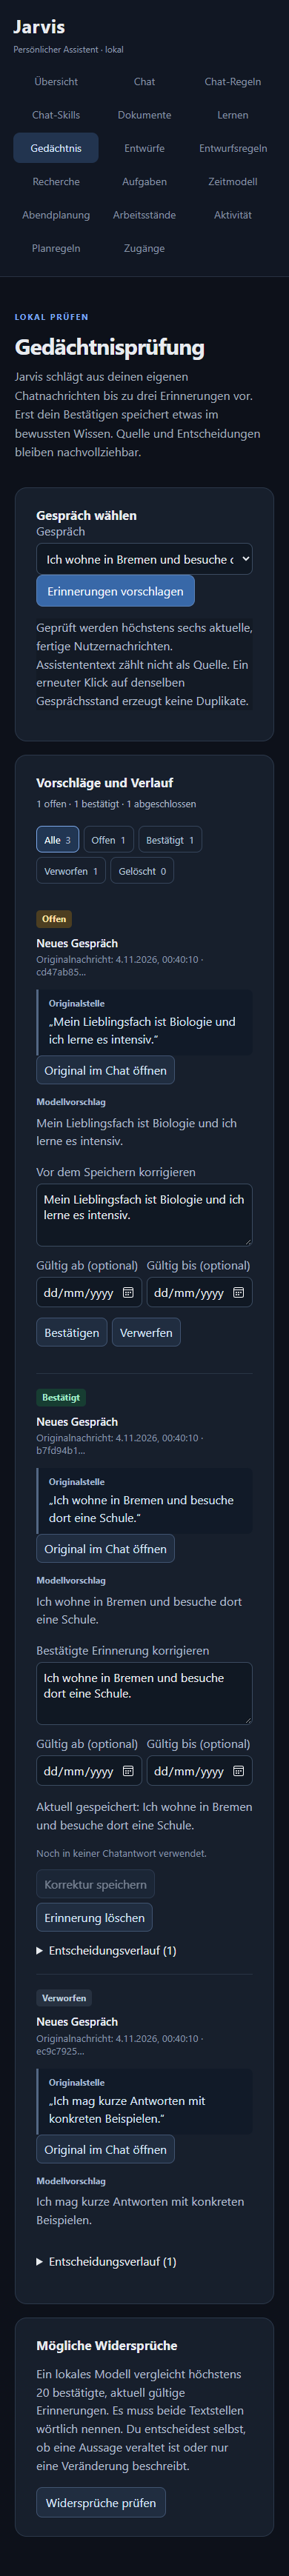 Jarvis
Persönlicher Assistent · lokal
Übersicht
Chat
Chat-Regeln
Chat-Skills
Dokumente
Lernen
Gedächtnis
Entwürfe
Entwurfsregeln
Recherche
Aufgaben
Zeitmodell
Abendplanung
Arbeitsstände
Aktivität
Planregeln
Zugänge
LOKAL PRÜFEN
Gedächtnisprüfung
Jarvis schlägt aus deinen eigenen
Chatnachrichten bis zu drei Erinnerungen vor.
Erst dein Bestätigen speichert etwas im
bewussten Wissen. Quelle und Entscheidungen
bleiben nachvollziehbar.
Gespräch wählen
Gespräch
Ich wohne in Bremen und besuche d
Erinnerungen vorschlagen
Geprüft werden höchstens sechs aktuelle,
fertige Nutzernachrichten.
Assistententext zählt nicht als Quelle. Ein
erneuter Klick auf denselben
Gesprächsstand erzeugt keine Duplikate.
Vorschläge und Verlauf
1 offen · 1 bestätigt · 1 abgeschlossen
Alle 3
Offen 1
Bestätigt 1
Verworfen 1
Gelöscht 0
Offen
Neues Gespräch
Originalnachricht: 4.11.2026, 00:40:10 ·
cd47ab85…
Originalstelle
„Mein Lieblingsfach ist Biologie und
ich lerne es intensiv.“
Original im Chat öffnen
Modellvorschlag
Mein Lieblingsfach ist Biologie und ich
lerne es intensiv.
Vor dem Speichern korrigieren
Mein Lieblingsfach ist Biologie und ich
lerne es intensiv.
Gültig ab (optional)
Gültig bis (optional)
dd/mm/yyyy
dd/mm/yyyy
Bestätigen
Verwerfen
Bestätigt
Neues Gespräch
Originalnachricht: 4.11.2026, 00:40:10 ·
b7fd94b1…
Originalstelle
„Ich wohne in Bremen und besuche
dort eine Schule.“
Original im Chat öffnen
Modellvorschlag
Ich wohne in Bremen und besuche dort
eine Schule.
Bestätigte Erinnerung korrigieren
Ich wohne in Bremen und besuche
dort eine Schule.
Gültig ab (optional)
Gültig bis (optional)
dd/mm/yyyy
dd/mm/yyyy
Aktuell gespeichert: Ich wohne in Bremen
und besuche dort eine Schule.
Noch in keiner Chatantwort verwendet.
Korrektur speichern
Erinnerung löschen
Entscheidungsverlauf (1)
Verworfen
Neues Gespräch
Originalnachricht: 4.11.2026, 00:40:10 ·
ec9c7925…
Originalstelle
„Ich mag kurze Antworten mit
konkreten Beispielen.“
Original im Chat öffnen
Modellvorschlag
Ich mag kurze Antworten mit konkreten
Beispielen.
Entscheidungsverlauf (1)
Mögliche Widersprüche
Ein lokales Modell vergleicht höchstens
20 bestätigte, aktuell gültige
Erinnerungen. Es muss beide Textstellen
wörtlich nennen. Du entscheidest selbst,
ob eine Aussage veraltet ist oder nur
eine Veränderung beschreibt.
Widersprüche prüfen